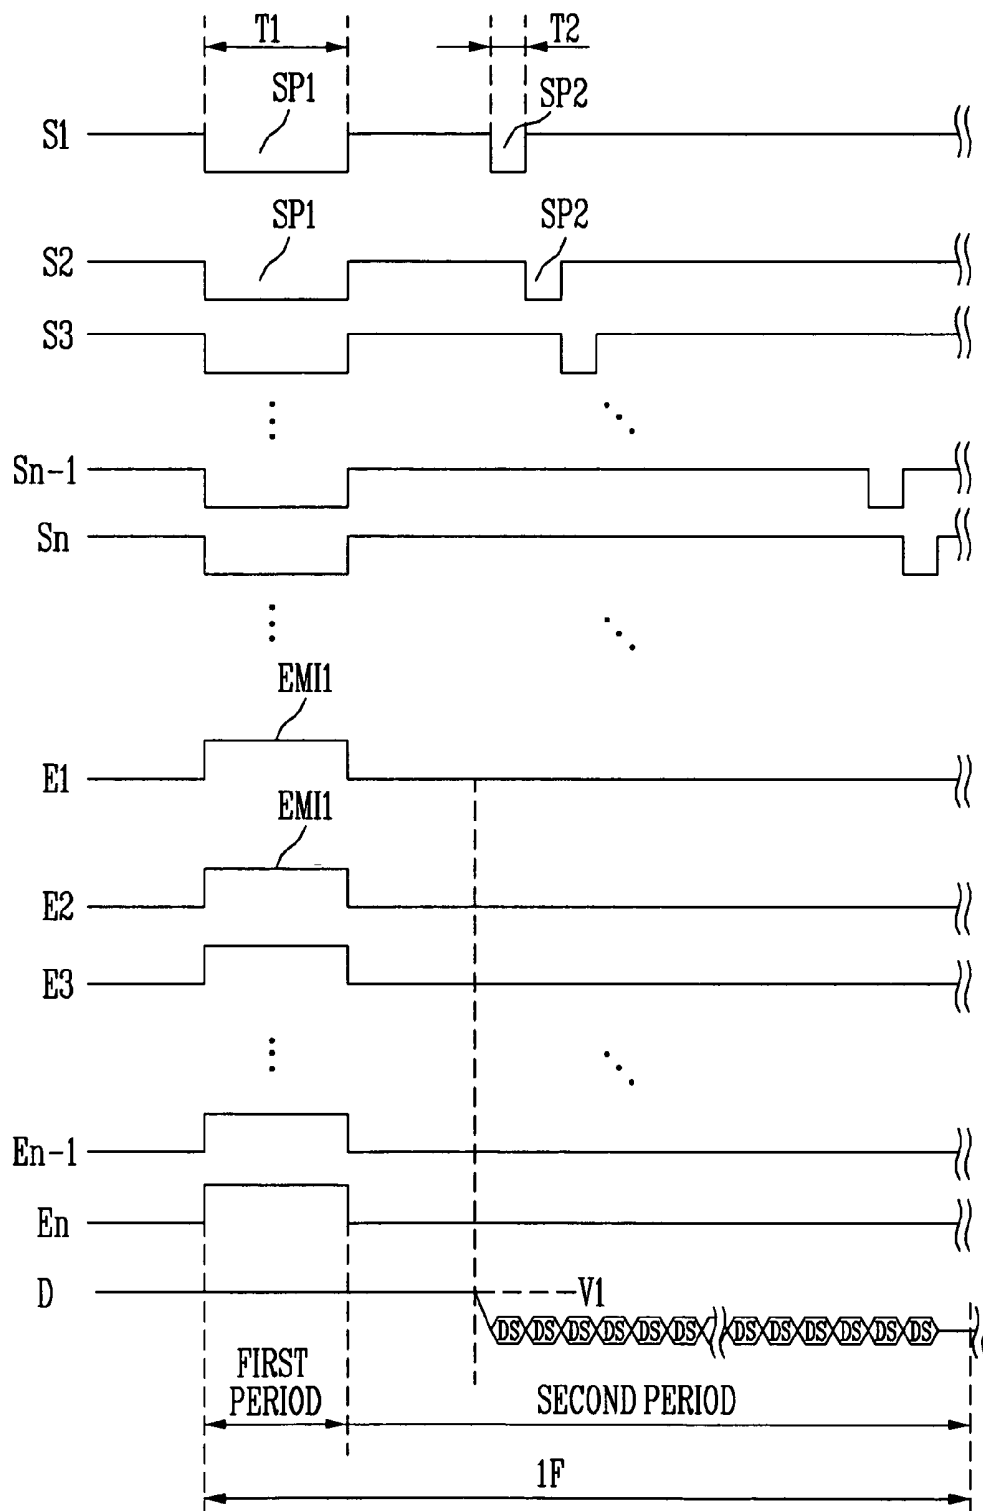 T1 T2
SP1 SP2
S1
SP1 SP2
S2
S3
Sn-1
Sn
EMI1
E1
EMI1
E2
E3
En-1
En
D V1
DS DS DS DS DS DS DS DS DS DS DS DS
FIRST
PERIOD SECOND PERIOD
1F